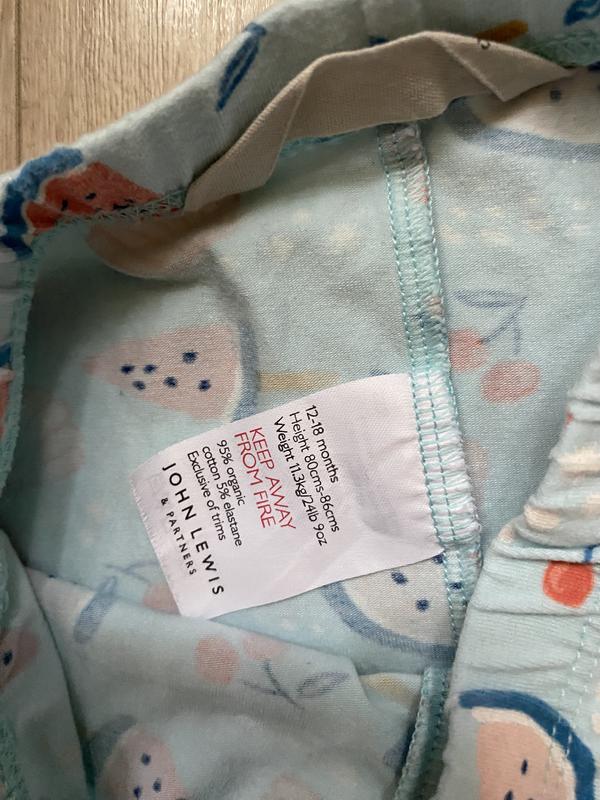 12-18 months
Height 80cms-86cms
Weight 11.3kg/24lb 9oz
KEEP AWAY
FROM FIRE
95% organic
cotton 5% elastane
Exclusive of trims
JOHN LEWIS
& PARTNERS